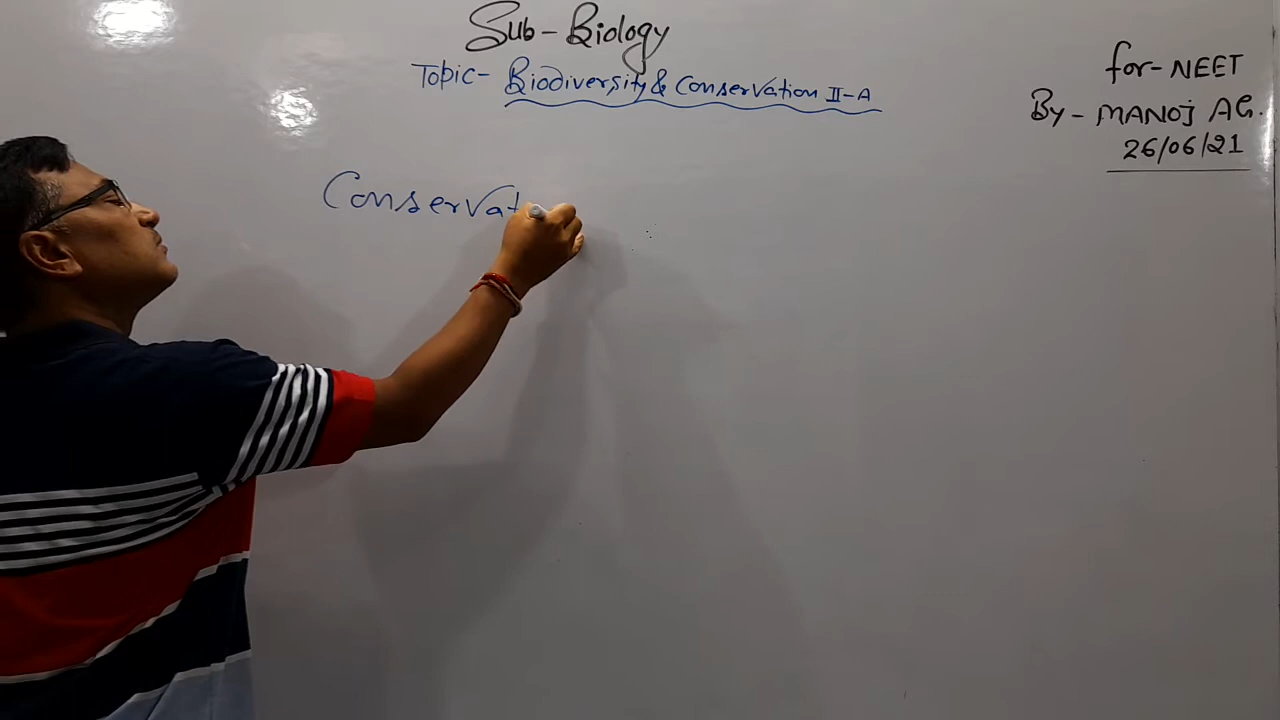 Sub- Biology
Topic- Biodiversity & Conservation II-A
for- NEET
By - MANOJ AG.
26/06/21
Conservat